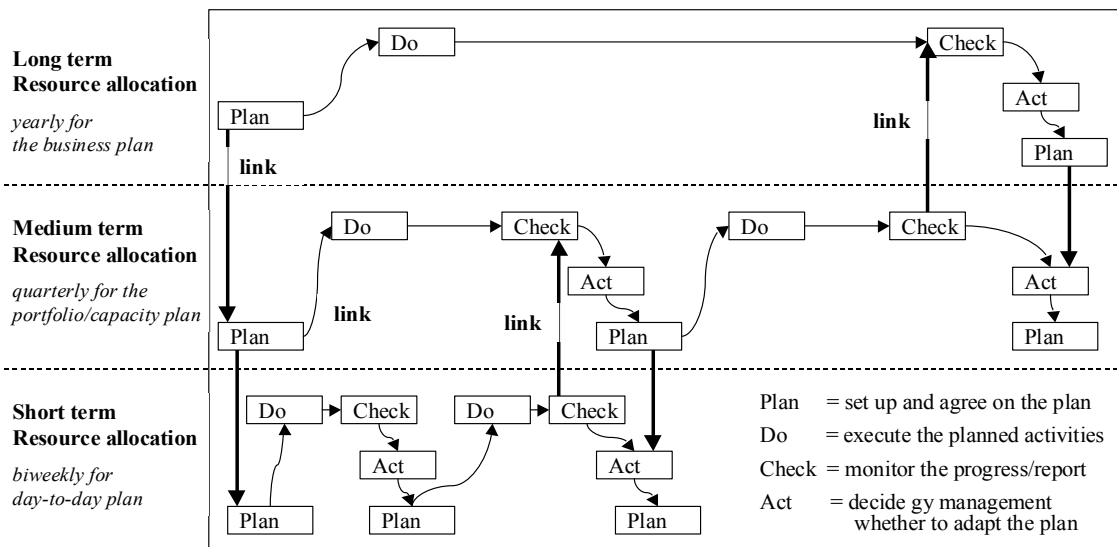 Long term
Resource allocation
yearly for
the business plan
Do
Check
Plan
Act
Plan
link
link
Medium term
Resource allocation
quarterly for the
portfolio/capacity plan
Do
Check
Do
Check
Act
Act
Plan
link
link
Plan
Plan
Short term
Resource allocation
biweekly for
day-to-day plan
Do
Check
Do
Check
Act
Act
Plan
Plan
Plan
Plan = set up and agree on the plan
Do = execute the planned activities
Check = monitor the progress/report
Act = decide gy management
whether to adapt the plan